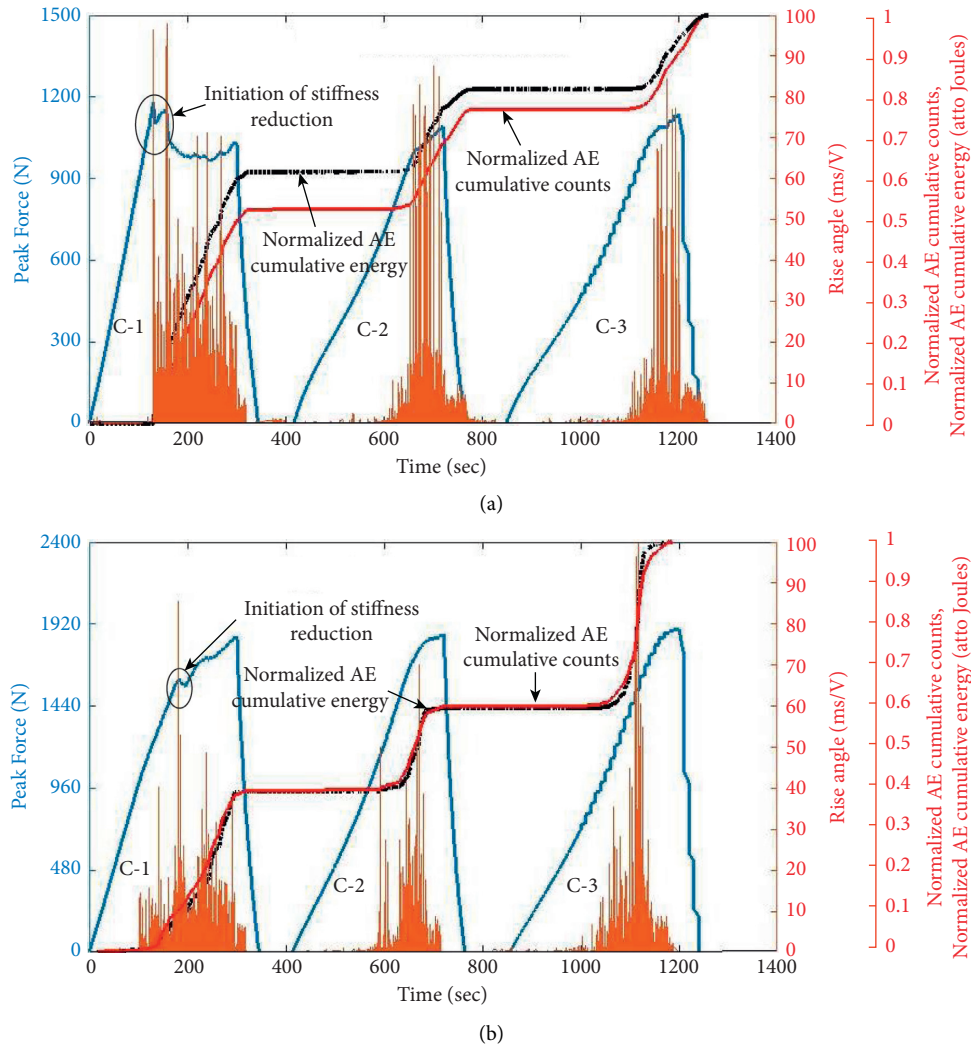 1500
1200
900
600
300
0
Peak Force (N)
Initiation of stiffness
reduction
Normalized AE
cumulative counts
Normalized AE
cumulative energy
C-1
C-2
C-3
100
90
80
70
60
50
40
30
20
10
0
Rise angle (ms/V)
1
0.9
0.8
0.7
0.6
0.5
0.4
0.3
0.2
0.1
0
Normalized AE cumulative counts,
Normalized AE cumulative energy (atto Joules)
0 200 400 600 800 1000 1200 1400
Time (sec)
(a)
2400
1920
1440
960
480
0
Peak Force (N)
Initiation of stiffness
reduction
Normalized AE
cumulative counts
Normalized AE
cumulative energy
C-1
C-2
C-3
100
90
80
70
60
50
40
30
20
10
0
Rise angle (ms/V)
1
0.9
0.8
0.7
0.6
0.5
0.4
0.3
0.2
0.1
0
Normalized AE cumulative counts,
Normalized AE cumulative energy (atto Joules)
0 200 400 600 800 1000 1200 1400
Time (sec)
(b)